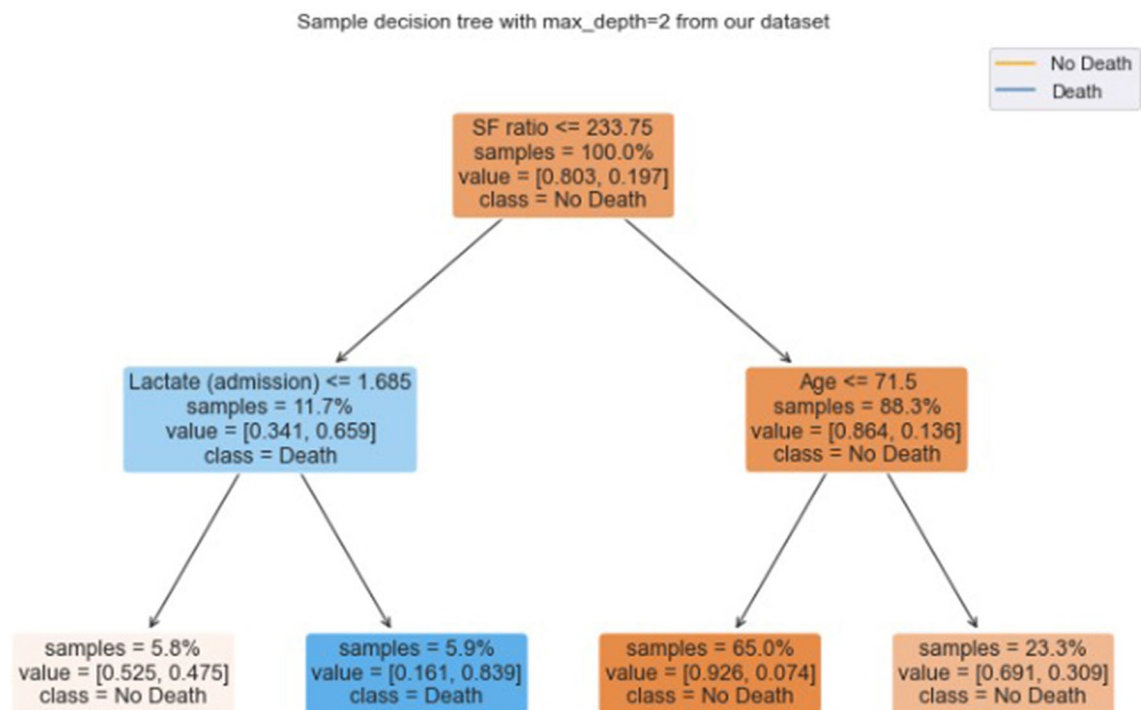 Sample decision tree with max_depth=2 from our dataset
No Death
Death
SF ratio <= 233.75
samples = 100.0%
value = [0.803, 0.197]
class = No Death
Lactate (admission) <= 1.685
samples = 11.7%
value = [0.341, 0.659]
class = Death
Age <= 71.5
samples = 88.3%
value = [0.864, 0.136]
class = No Death
samples = 5.8%
value = [0.525, 0.475]
class = No Death
samples = 5.9%
value = [0.161, 0.839]
class = Death
samples = 65.0%
value = [0.926, 0.074]
class = No Death
samples = 23.3%
value = [0.691, 0.309]
class = No Death